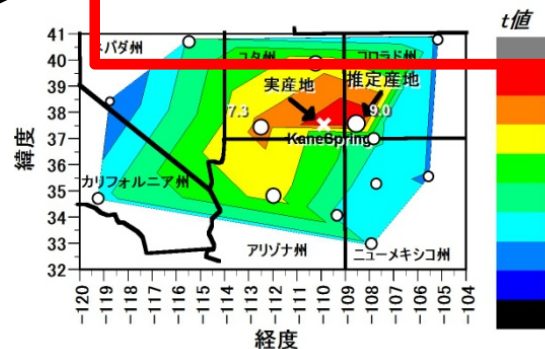 t値
41
40
39
38
37
36
35
34
33
32
緯度
ネバダ州
ユタ州
コロラド州
実産地
推定産地
7.3
9.0
KaneSpring
カリフォルニア州
アリゾナ州
ニューメキシコ州
-120
-119
-118
-117
-116
-115
-114
-113
-112
-111
-110
-109
-108
-107
-106
-105
-104
経度